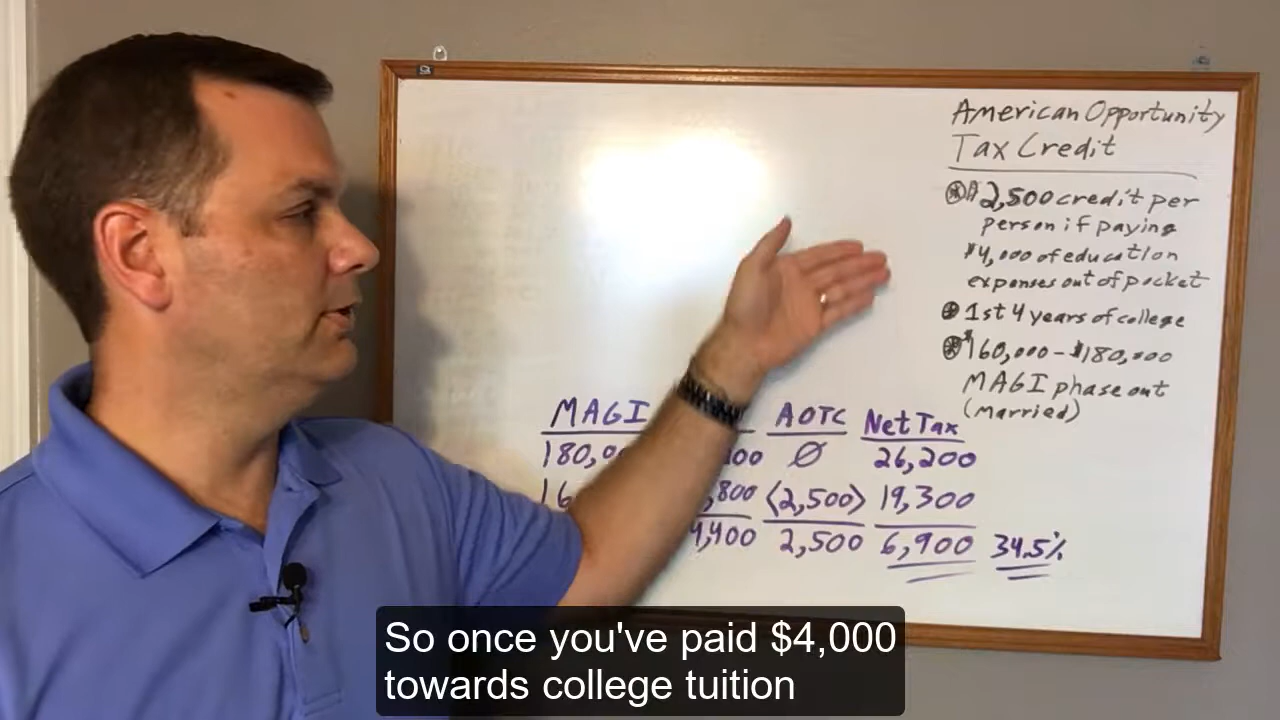 American Opportunity
Tax Credit
$2,500 credit per
person if paying
$4,000 of education
expenses out of pocket
1st 4 years of college
$160,000 - $180,000
MAGI phase out
(married)
MAGI AOTC Net Tax
Ø 26,200
<2,500> 19,300
4,400 2,500 6,900 34.5%
So once you've paid $4,000
towards college tuition